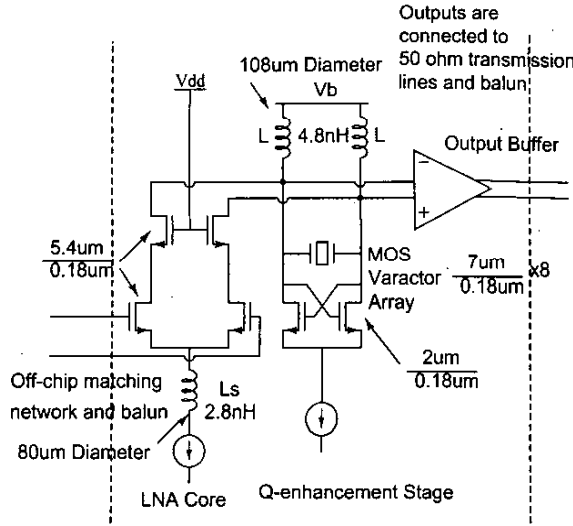 Outputs are
connected to
50 ohm transmission
lines and balun
108um Diameter
Vdd
Vb
L
4.8nH
L
Output Buffer
−
+
5.4um
0.18um
MOS
Varactor
Array
7um
0.18um
x8
2um
0.18um
Off-chip matching
network and balun
Ls
2.8nH
80um Diameter
LNA Core
Q-enhancement Stage